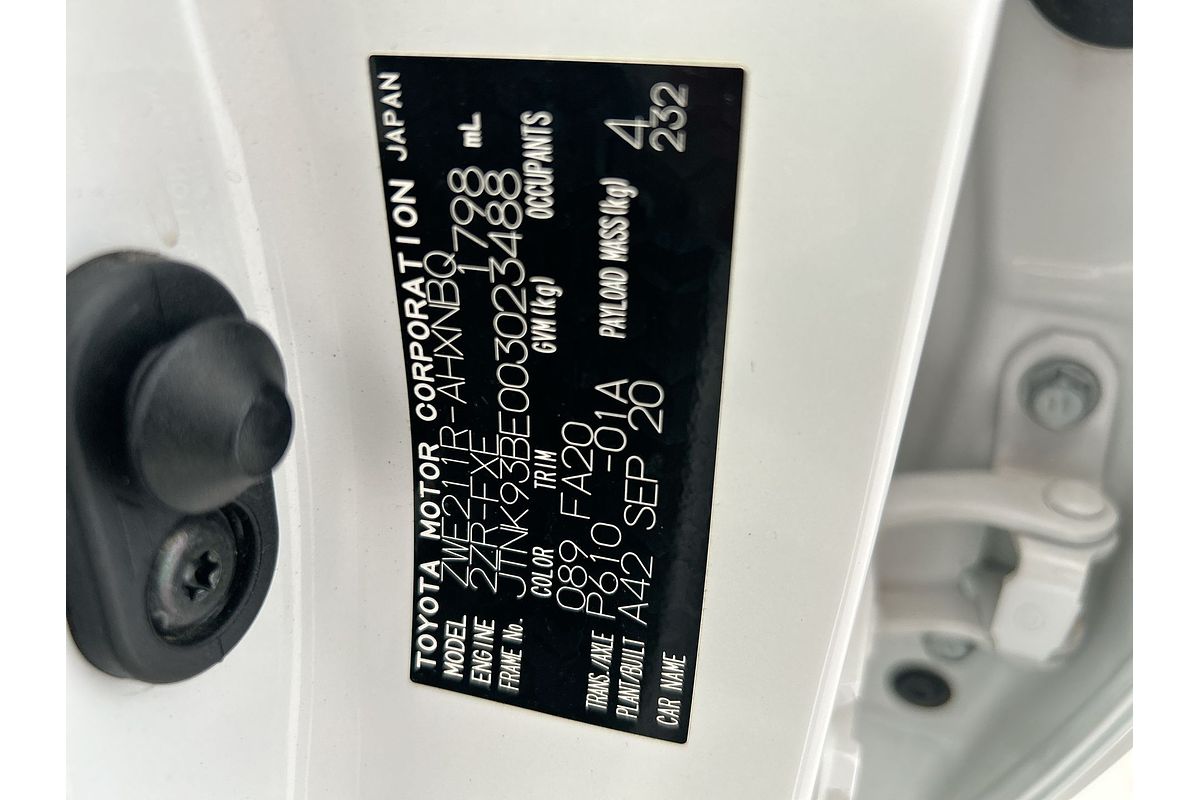 TOYOTA MOTOR CORPORATION JAPAN
MODEL ZWE211R-AHXNBQ
ENGINE 2ZR-FXE 1798 mL
FRAME No. JTNK93BE003023488
COLOR TRIM GVM(kg) OCCUPANTS
089 FA20 4
TRANS./AXLE P610 -01A PAYLOAD MASS(kg) 232
PLANT/BUILT A42 SEP 20
CAR NAME